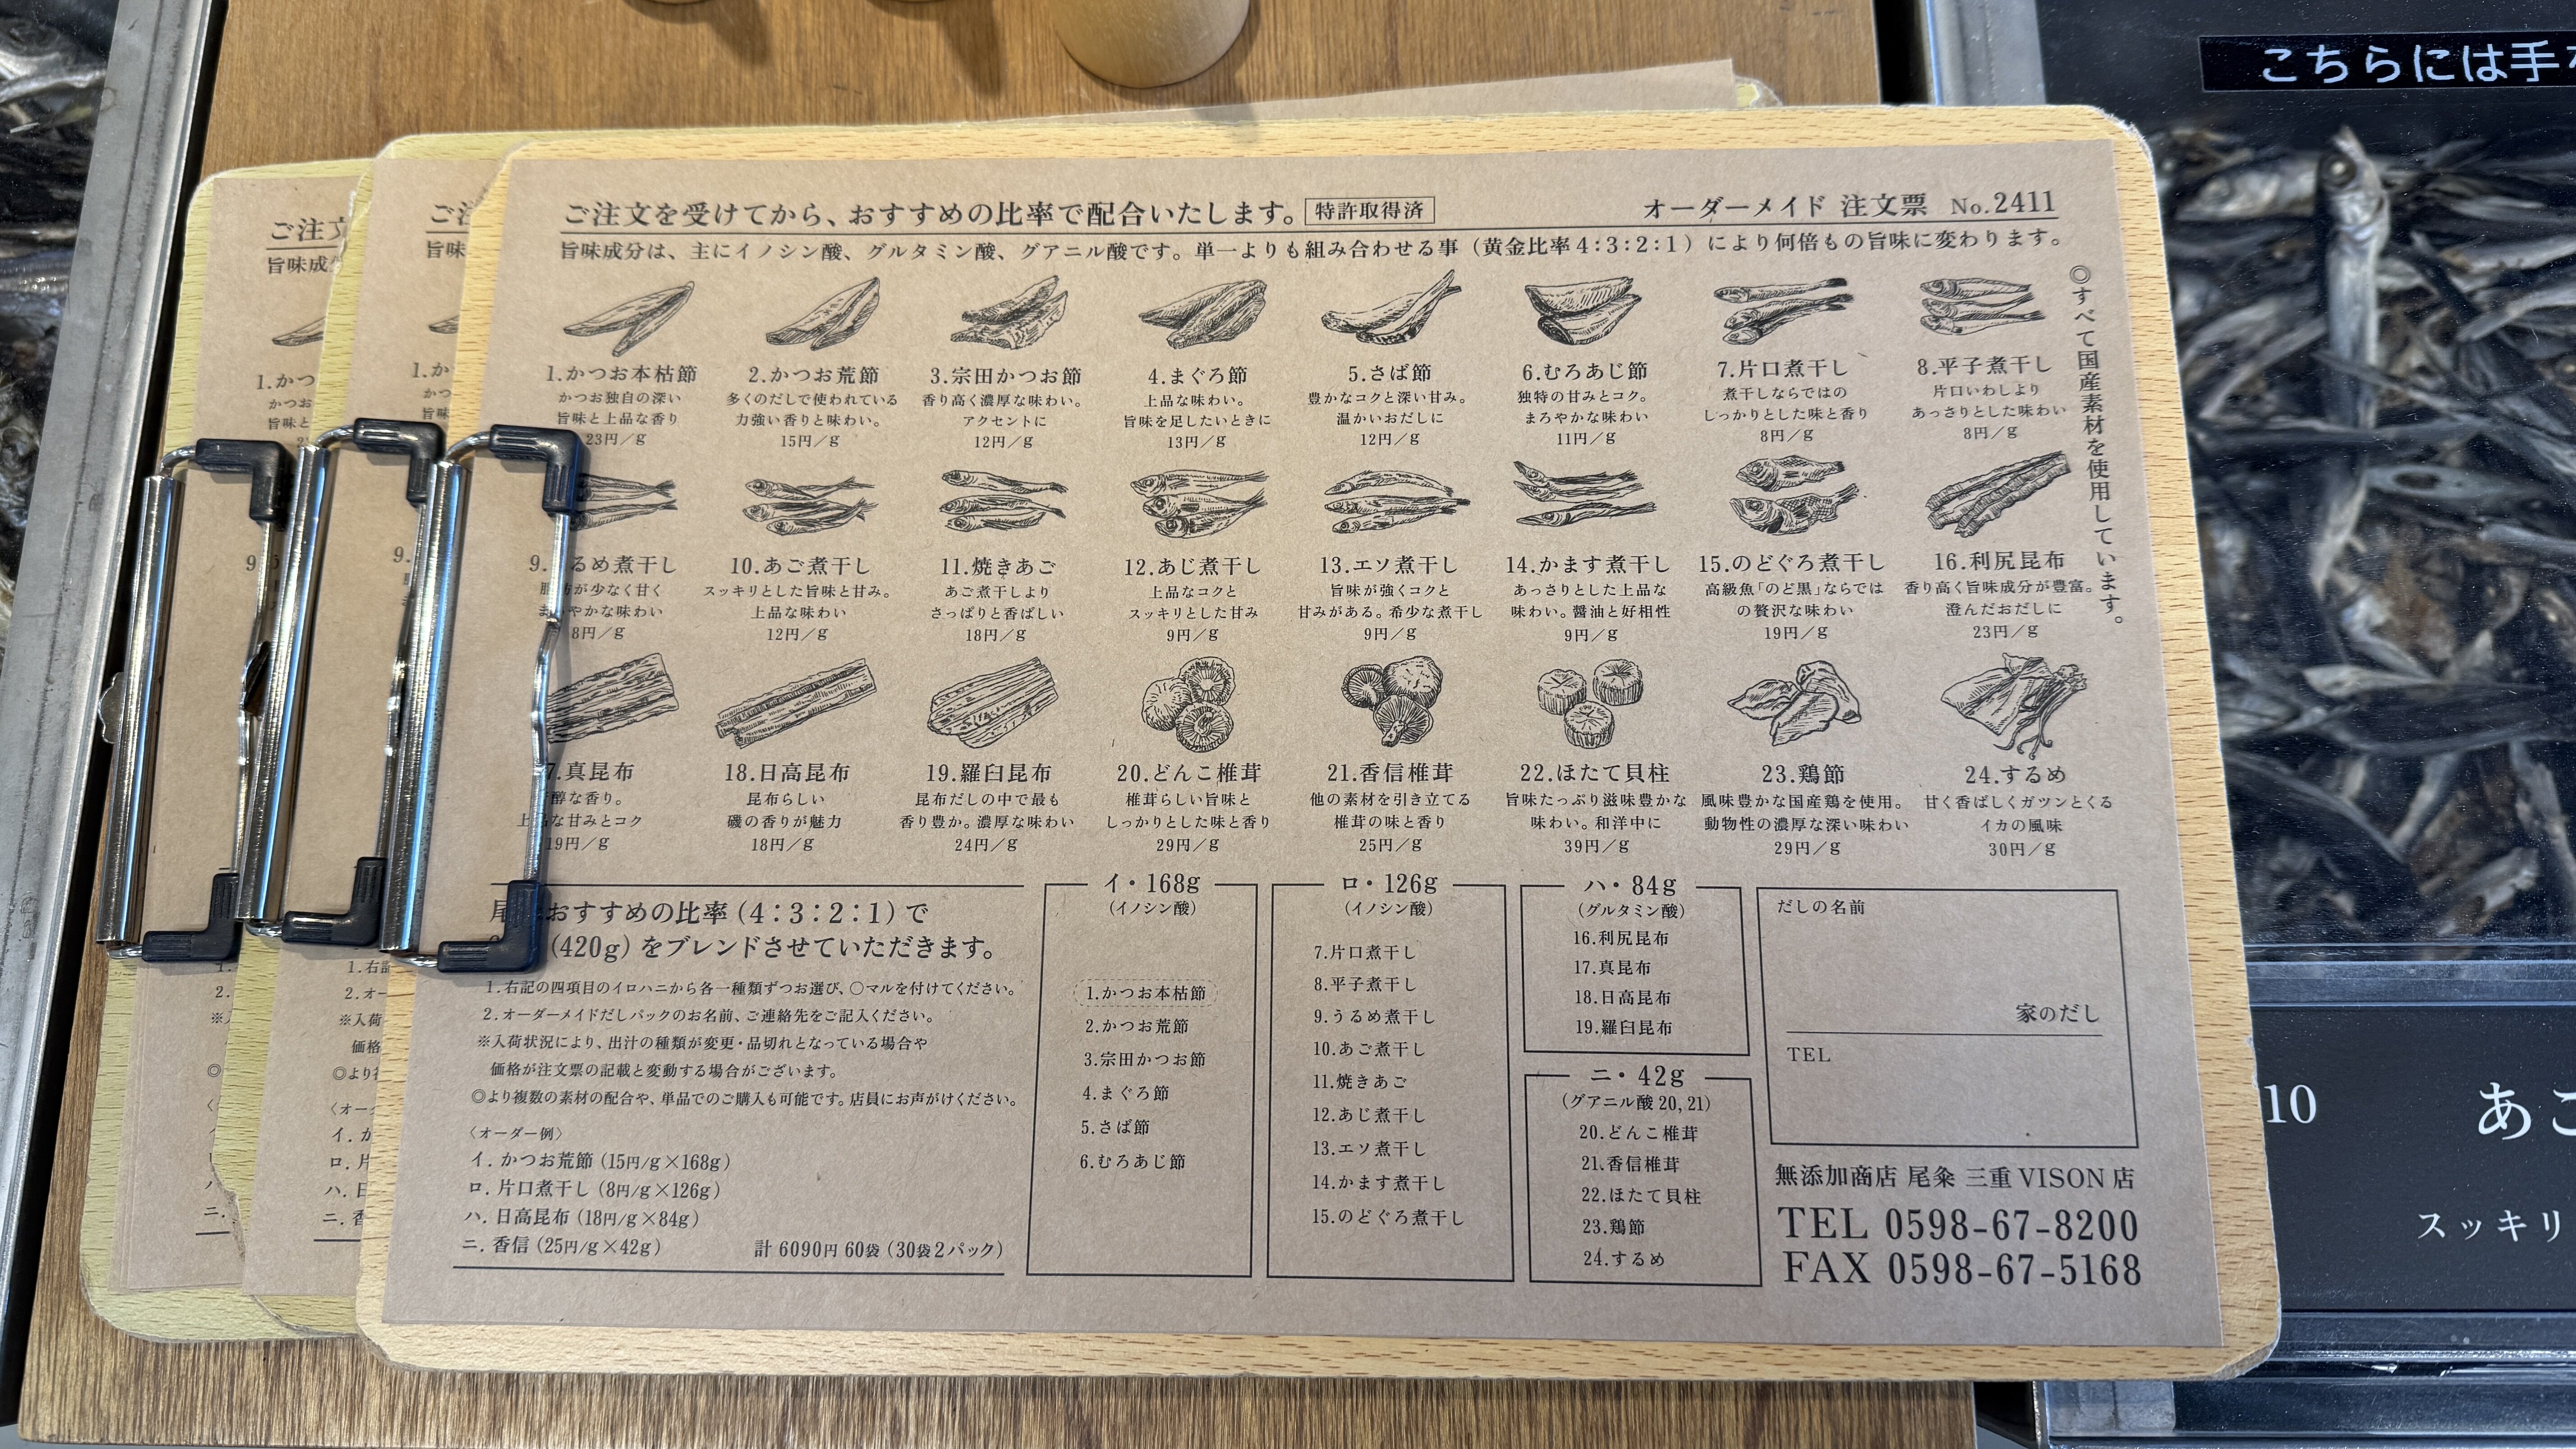 こちらには手
ご注文を受けてから、おすすめの比率で配合いたします。 特許取得済
オーダーメイド 注文票 No.2411
旨味成分は、主にイノシン酸、グルタミン酸、グアニル酸です。単一よりも組み合わせる事（黄金比率4:3:2:1）により何倍もの旨味に変わります。
◎すべて国産素材を使用しています。
1.かつお本枯節
かつお独自の深い
旨味と上品な香り
23円／g
2.かつお荒節
多くのだしで使われている
力強い香りと味わい。
15円／g
3.宗田かつお節
香り高く濃厚な味わい。
アクセントに
12円／g
4.まぐろ節
上品な味わい。
旨味を足したいときに
13円／g
5.さば節
豊かなコクと深い甘み。
温かいおだしに
12円／g
6.むろあじ節
独特の甘みとコク。
まろやかな味わい
11円／g
7.片口煮干し
煮干しならではの
しっかりとした味と香り
8円／g
8.平子煮干し
片口いわしより
あっさりとした味わい
8円／g
9. るめ煮干し
が少なく甘く
やかな味わい
8円／g
10.あご煮干し
スッキリとした旨味と甘み。
上品な味わい
12円／g
11.焼きあご
あご煮干しより
さっぱりと香ばしい
18円／g
12.あじ煮干し
上品なコクと
スッキリとした甘み
9円／g
13.エソ煮干し
旨味が強くコクと
甘みがある。希少な煮干し
9円／g
14.かます煮干し
あっさりとした上品な
味わい。醤油と好相性
9円／g
15.のどぐろ煮干し
高級魚「のど黒」ならでは
の贅沢な味わい
19円／g
16.利尻昆布
香り高く旨味成分が豊富。
澄んだおだしに
23円／g
7.真昆布
醇な香り。
上品な甘みとコク
19円／g
18.日高昆布
昆布らしい
磯の香りが魅力
18円／g
19.羅臼昆布
昆布だしの中で最も
香り豊か。濃厚な味わい
24円／g
20.どんこ椎茸
椎茸らしい旨味と
しっかりとした味と香り
29円／g
21.香信椎茸
他の素材を引き立てる
椎茸の味と香り
25円／g
22.ほたて貝柱
旨味たっぷり滋味豊かな
味わい。和洋中に
39円／g
23.鶏節
風味豊かな国産鶏を使用。
動物性の濃厚な深い味わい
29円／g
24.するめ
甘く香ばしくガツンとくる
イカの風味
30円／g
おすすめの比率（4:3:2:1）で
（420g）をブレンドさせていただきます。
1.右記の四項目のイロハニから各一種類ずつお選び、〇マルを付けてください。
2.オーダーメイドだしパックのお名前、ご連絡先をご記入ください。
※入荷状況により、出汁の種類が変更・品切れとなっている場合や
価格が注文票の記載と変動する場合がございます。
◎より複数の素材の配合や、単品でのご購入も可能です。店員にお声がけください。
〈オーダー例〉
イ. かつお荒節（15円/g×168g）
ロ. 片口煮干し（8円/g×126g）
ハ. 日高昆布（18円/g×84g）
ニ. 香信（25円/g×42g）
計 6090円 60袋（30袋2パック）
イ・168g
（イノシン酸）
1.かつお本枯節
2.かつお荒節
3.宗田かつお節
4.まぐろ節
5.さば節
6.むろあじ節
ロ・126g
（イノシン酸）
7.片口煮干し
8.平子煮干し
9.うるめ煮干し
10.あご煮干し
11.焼きあご
12.あじ煮干し
13.エソ煮干し
14.かます煮干し
15.のどぐろ煮干し
ハ・84g
（グルタミン酸）
16.利尻昆布
17.真昆布
18.日高昆布
19.羅臼昆布
ニ・42g
（グアニル酸 20, 21）
20.どんこ椎茸
21.香信椎茸
22.ほたて貝柱
23.鶏節
24.するめ
だしの名前
家のだし
TEL
無添加商店 尾粂 三重 VISON 店
TEL 0598-67-8200
FAX 0598-67-5168
10
あご
スッキリ